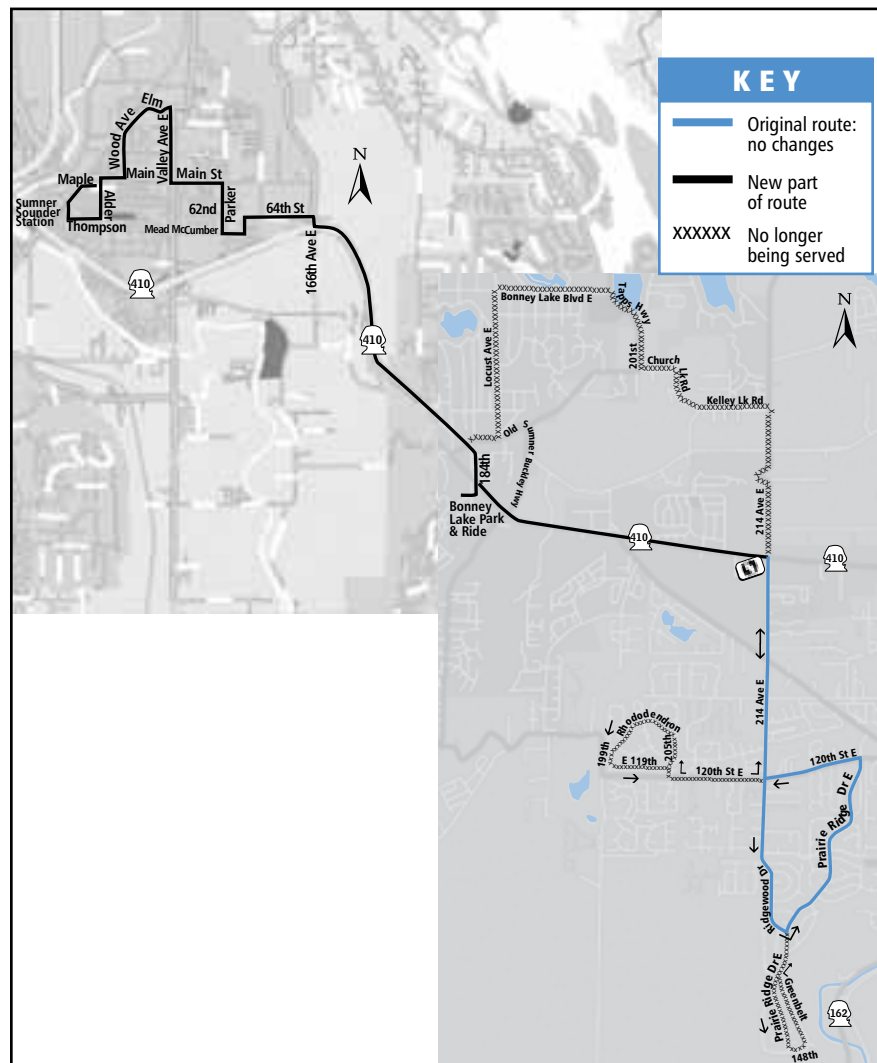 KEY
Original route:
no changes
New part
of route
XXXXXX
No longer
being served
N
Elm
Wood Ave
Valley Ave E
Maple
Main
Main St
Sumner
Sounder
Station
Alder
Thompson
62nd
Parker
64th St
Mead McCumber
166th Ave E
410
410
N
Bonney Lake Blvd E
Tapps Hwy
Locust Ave E
201st
Church
Lk Rd
Kelley Lk Rd
Old Sumner Buckley Hwy
184th
Bonney
Lake Park
& Ride
214 Ave E
410
410
214 Ave E
Rhododendron
199th
205th
E 119th
120th St E
120th St E
Prairie Ridge Dr E
Ridgewood Dr
Prairie Ridge Dr E
Greenbelt
148th
162